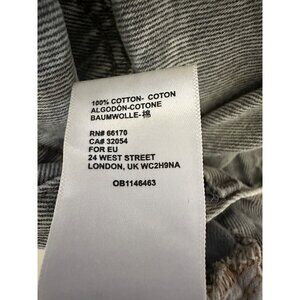 100% COTTON- COTON
ALGODÓN-COTONE
BAUMWOLLE-棉
RN# 66170
CA# 32054
FOR EU
24 WEST STREET
LONDON, UK WC2H9NA
OB1146463